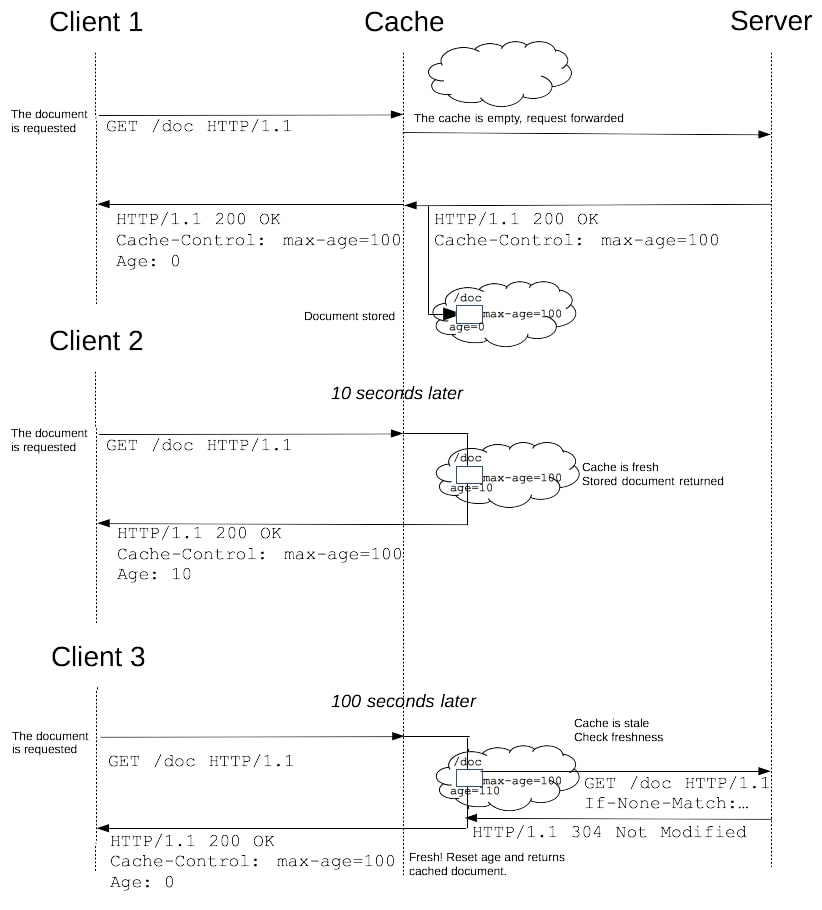 Client 1
Cache
Server
The document
is requested
GET /doc HTTP/1.1
The cache is empty, request forwarded
HTTP/1.1 200 OK
Cache-Control: max-age=100
Age: 0
HTTP/1.1 200 OK
Cache-Control: max-age=100
Document stored
/doc
max-age=100
age=0
Client 2
10 seconds later
The document
is requested
GET /doc HTTP/1.1
/doc
max-age=100
age=10
Cache is fresh
Stored document returned
HTTP/1.1 200 OK
Cache-Control: max-age=100
Age: 10
Client 3
100 seconds later
The document
is requested
GET /doc HTTP/1.1
Cache is stale
Check freshness
/doc
max-age=100
age=110
GET /doc HTTP/1.1
If-None-Match:…
HTTP/1.1 304 Not Modified
HTTP/1.1 200 OK
Cache-Control: max-age=100
Age: 0
Fresh! Reset age and returns
cached document.